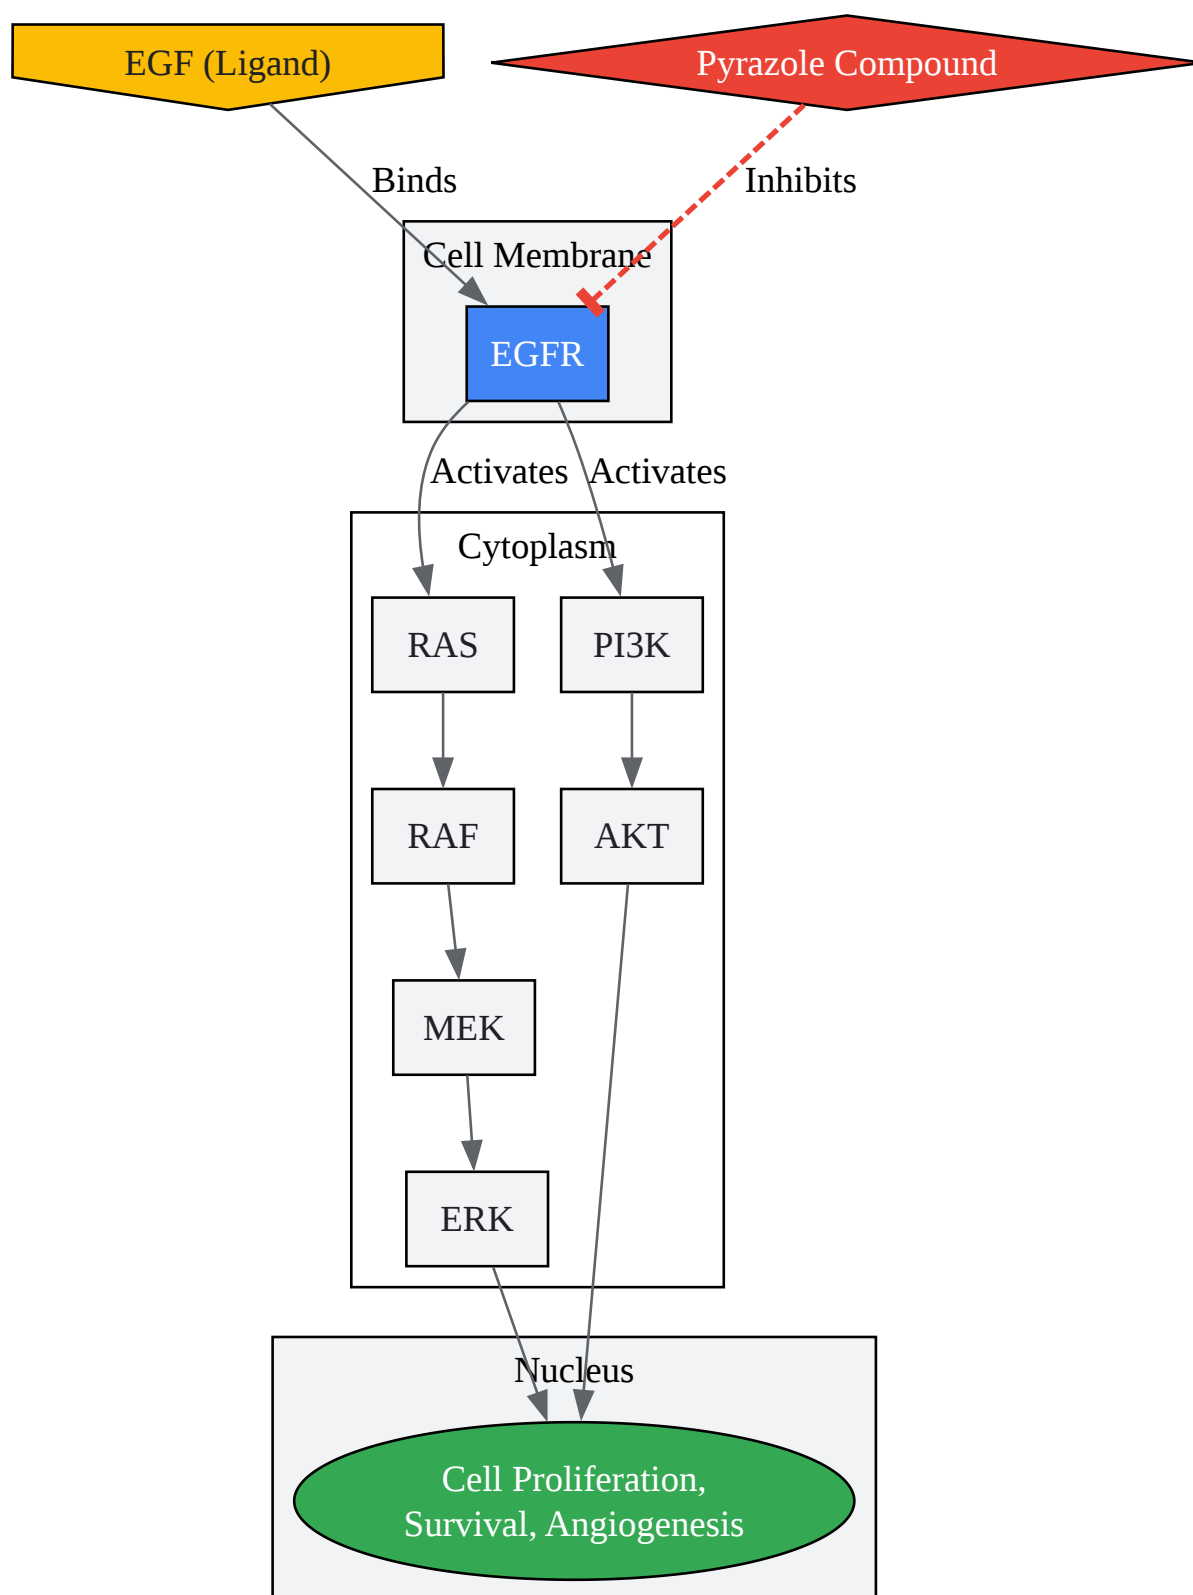 EGF (Ligand)
Pyrazole Compound
Binds
Inhibits
Cell Membrane
EGFR
Activates
Activates
Cytoplasm
RAS
PI3K
RAF
AKT
MEK
ERK
Nucleus
Cell Proliferation,
Survival, Angiogenesis